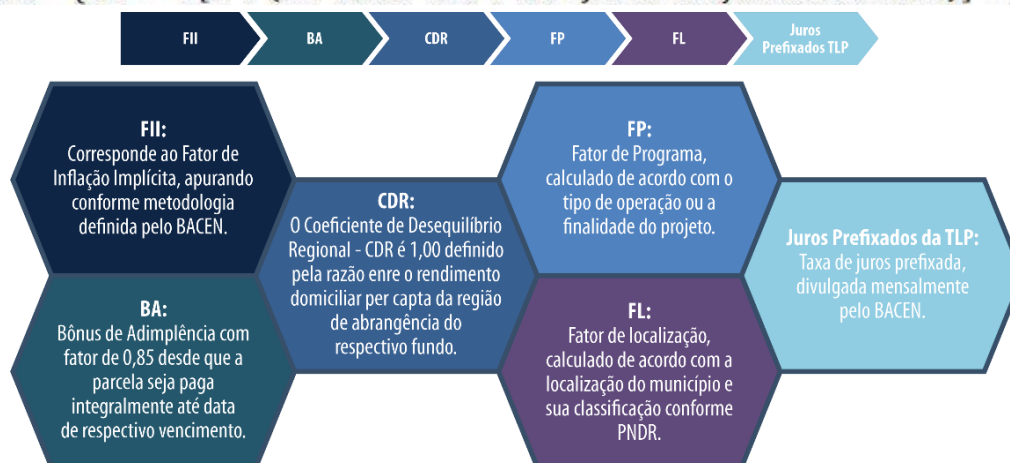 FII
BA
CDR
FP
FL
Juros
Prefixados TLP
FII:
Corresponde ao Fator de
Inflação Implícita, apurando
conforme metodologia
definida pelo BACEN.
BA:
Bônus de Adimplência com
fator de 0,85 desde que a
parcela seja paga
integralmente até data
de respectivo vencimento.
CDR:
O Coeficiente de Desequilíbrio
Regional - CDR é 1,00 definido
pela razão enre o rendimento
domiciliar per capta da região
de abrangência do
respectivo fundo.
FP:
Fator de Programa,
calculado de acordo com o
tipo de operação ou a
finalidade do projeto.
FL:
Fator de localização,
calculado de acordo com a
localização do município e
sua classificação conforme
PNDR.
Juros Prefixados da TLP:
Taxa de juros prefixada,
divulgada mensalmente
pelo BACEN.